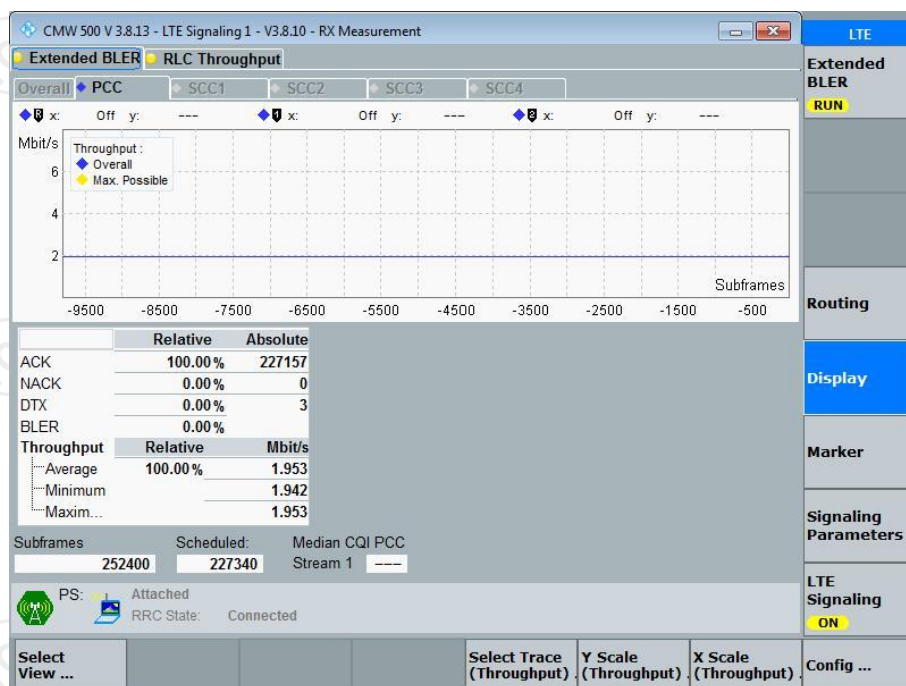 CMW 500 V 3.8.13 - LTE Signaling 1 - V3.8.10 - RX Measurement
Extended BLER RLC Throughput
Overall PCC SCC1 SCC2 SCC3 SCC4
R x: Off y: --- 1 x: Off y: --- 2 x: Off y: ---
Mbit/s
Throughput :
Overall
Max. Possible
6
4
2
Subframes
-9500 -8500 -7500 -6500 -5500 -4500 -3500 -2500 -1500 -500
Relative Absolute
ACK 100.00 % 227157
NACK 0.00 % 0
DTX 0.00 % 3
BLER 0.00 %
Throughput Relative Mbit/s
Average 100.00 % 1.953
Minimum 1.942
Maxim... 1.953
Subframes Scheduled: Median CQI PCC
252400 227340 Stream 1 ---
PS: Attached
RRC State: Connected
LTE
Extended
BLER
RUN
Routing
Display
Marker
Signaling
Parameters
LTE
Signaling
ON
Select
View ...
Select Trace
(Throughput)
Y Scale
(Throughput)
X Scale
(Throughput)
Config ...